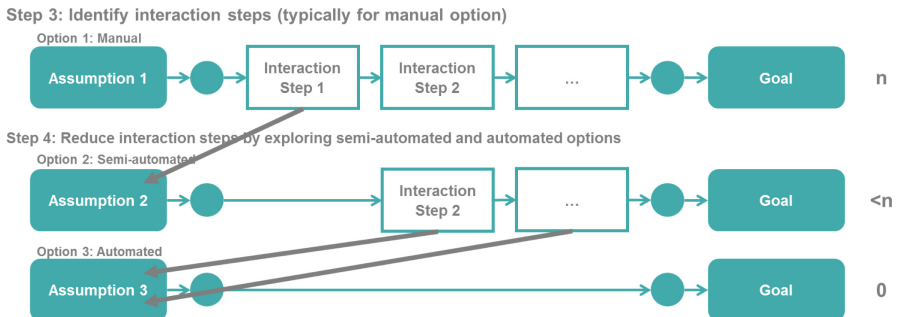 Step 3: Identify interaction steps (typically for manual option)
Option 1: Manual
Assumption 1
Interaction
Step 1
Interaction
Step 2
...
Goal
n
Step 4: Reduce interaction steps by exploring semi-automated and automated options
Option 2: Semi-automated
Assumption 2
Interaction
Step 2
...
Goal
<n
Option 3: Automated
Assumption 3
Goal
0